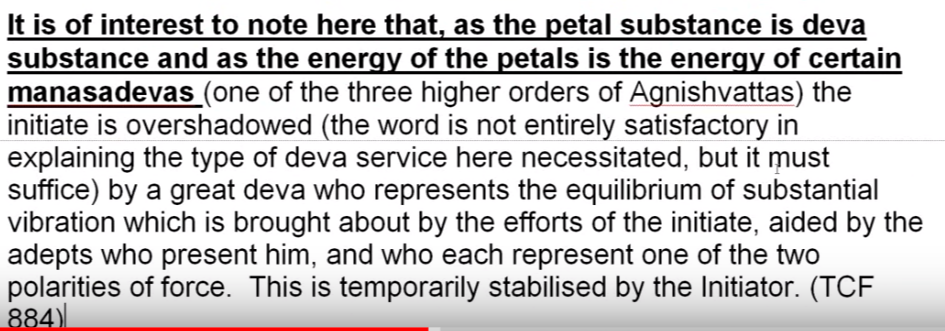 It is of interest to note here that, as the petal substance is deva
substance and as the energy of the petals is the energy of certain
manasadevas (one of the three higher orders of Agnishvattas) the
initiate is overshadowed (the word is not entirely satisfactory in
explaining the type of deva service here necessitated, but it must
suffice) by a great deva who represents the equilibrium of substantial
vibration which is brought about by the efforts of the initiate, aided by the
adepts who present him, and who each represent one of the two
polarities of force.  This is temporarily stabilised by the Initiator. (TCF
884)